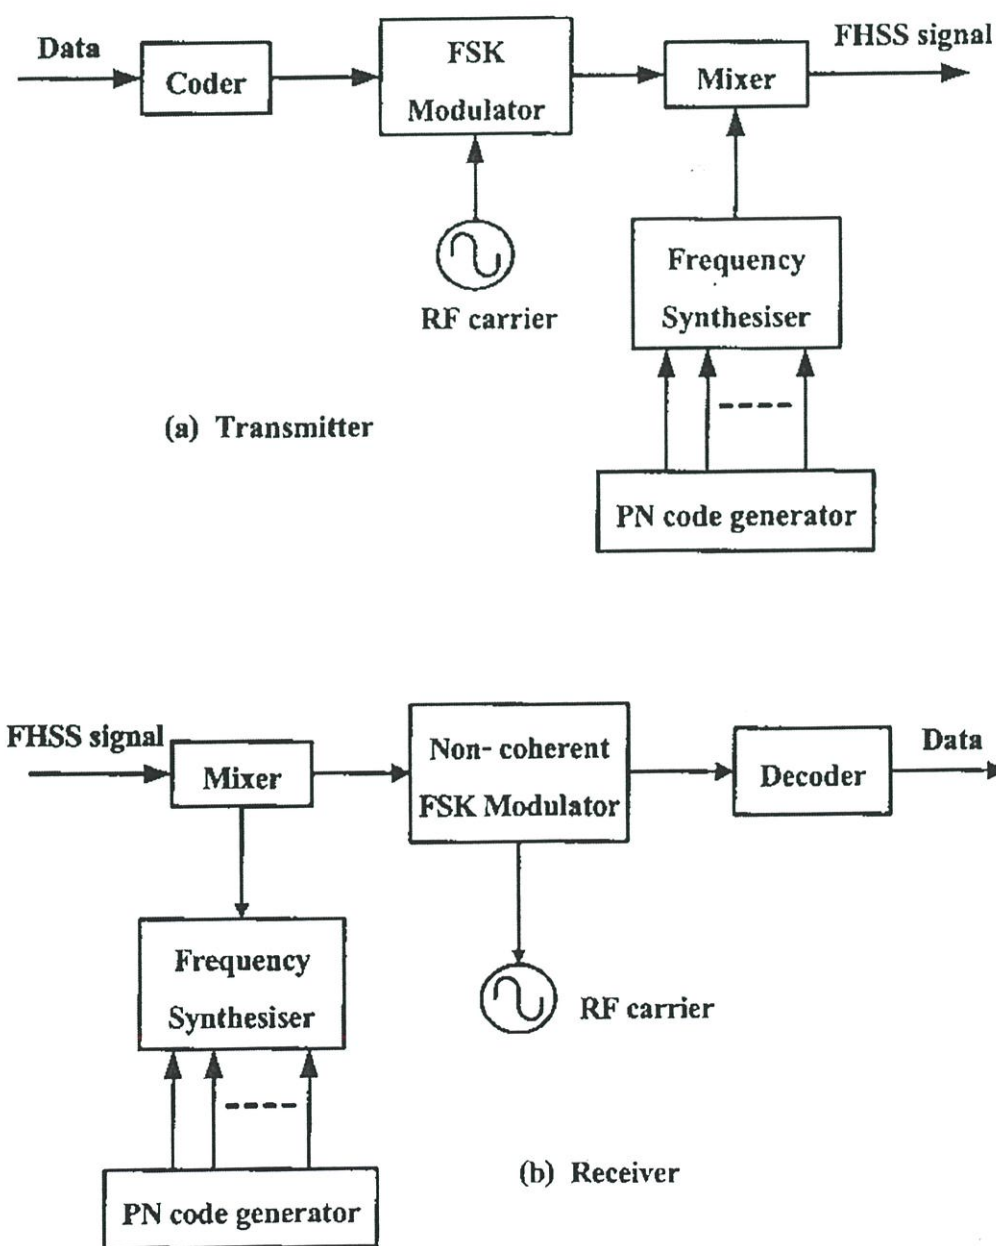 Data
Coder
FSK
Modulator
Mixer
FHSS signal
RF carrier
Frequency
Synthesiser
(a) Transmitter
PN code generator
FHSS signal
Mixer
Non- coherent
FSK Modulator
Decoder
Data
Frequency
Synthesiser
RF carrier
(b) Receiver
PN code generator